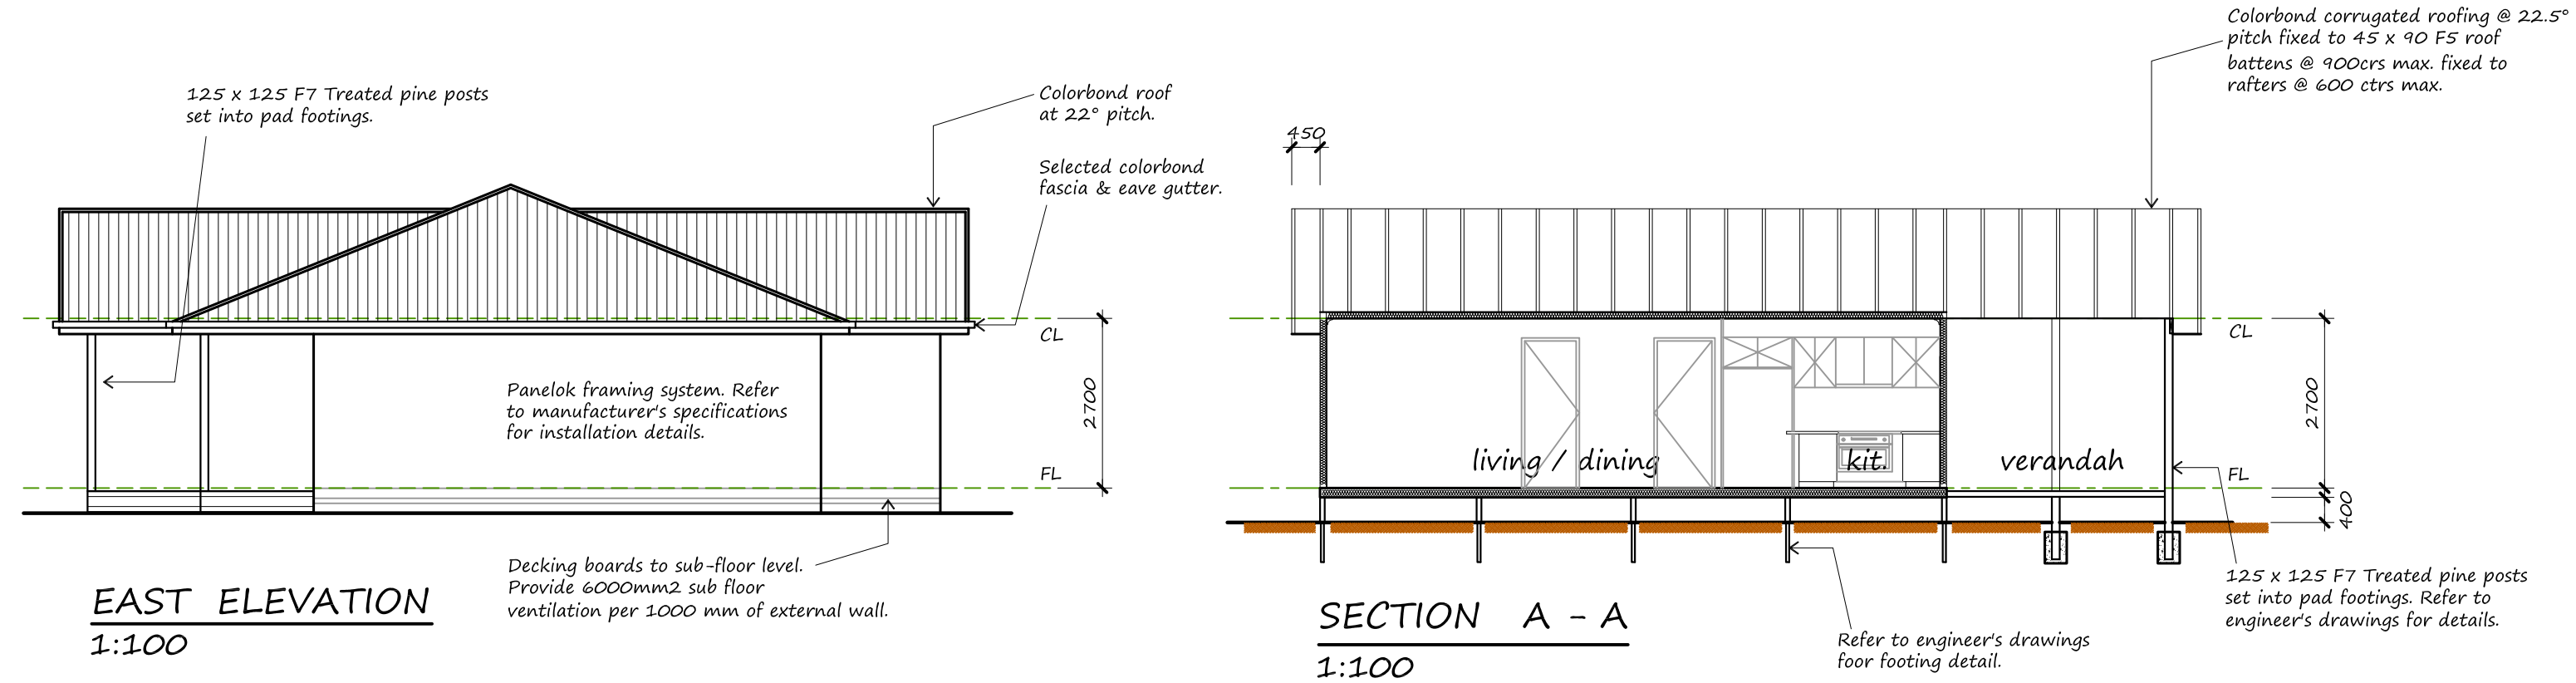 125 x 125 F7 Treated pine posts
set into pad footings.
Colorbond roof
at 22° pitch.
Selected colorbond
fascia & eave gutter.
CL
2700
Panelok framing system. Refer
to manufacturer's specifications
for installation details.
FL
Decking boards to sub-floor level.
Provide 6000mm2 sub floor
ventilation per 1000 mm of external wall.
EAST ELEVATION
1:100
Colorbond corrugated roofing @ 22.5°
pitch fixed to 45 x 90 F5 roof
battens @ 900crs max. fixed to
rafters @ 600 ctrs max.
450
CL
2700
living / dining
kit.
verandah
FL
400
125 x 125 F7 Treated pine posts
set into pad footings. Refer to
engineer's drawings for details.
Refer to engineer's drawings
foor footing detail.
SECTION A - A
1:100